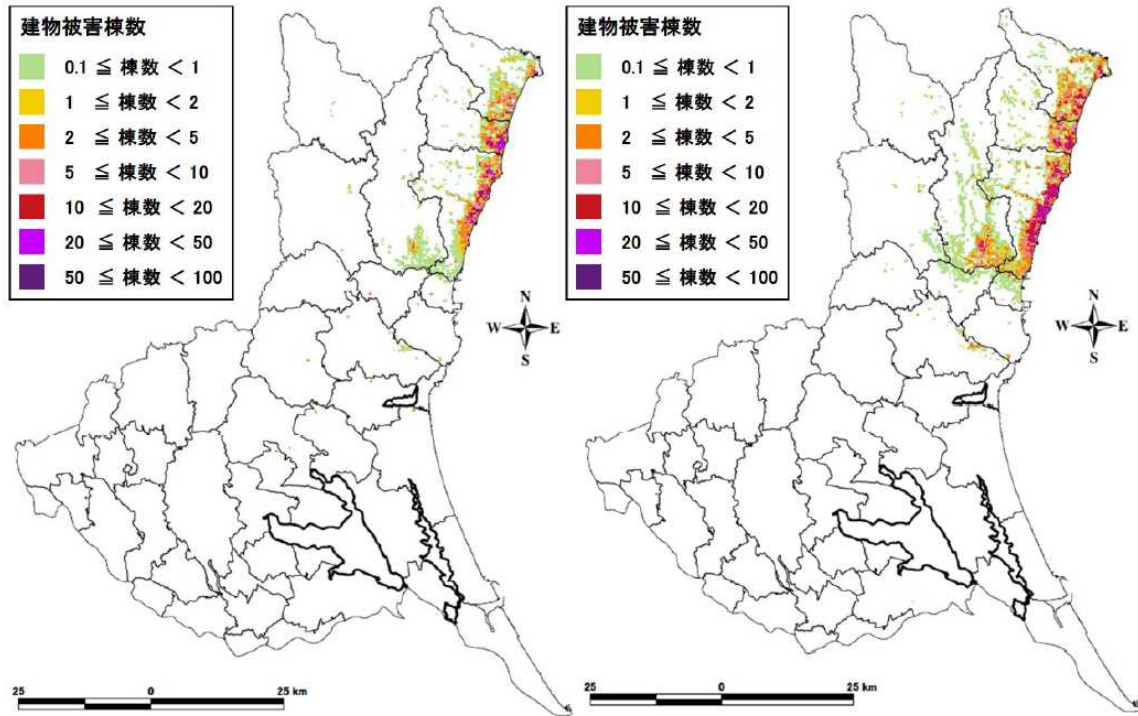 建物被害棟数
0.1 ≦ 棟数 < 1
1 ≦ 棟数 < 2
2 ≦ 棟数 < 5
5 ≦ 棟数 < 10
10 ≦ 棟数 < 20
20 ≦ 棟数 < 50
50 ≦ 棟数 < 100
N
W E
S
25 0 25 km
建物被害棟数
0.1 ≦ 棟数 < 1
1 ≦ 棟数 < 2
2 ≦ 棟数 < 5
5 ≦ 棟数 < 10
10 ≦ 棟数 < 20
20 ≦ 棟数 < 50
50 ≦ 棟数 < 100
N
W E
S
25 0 25 km